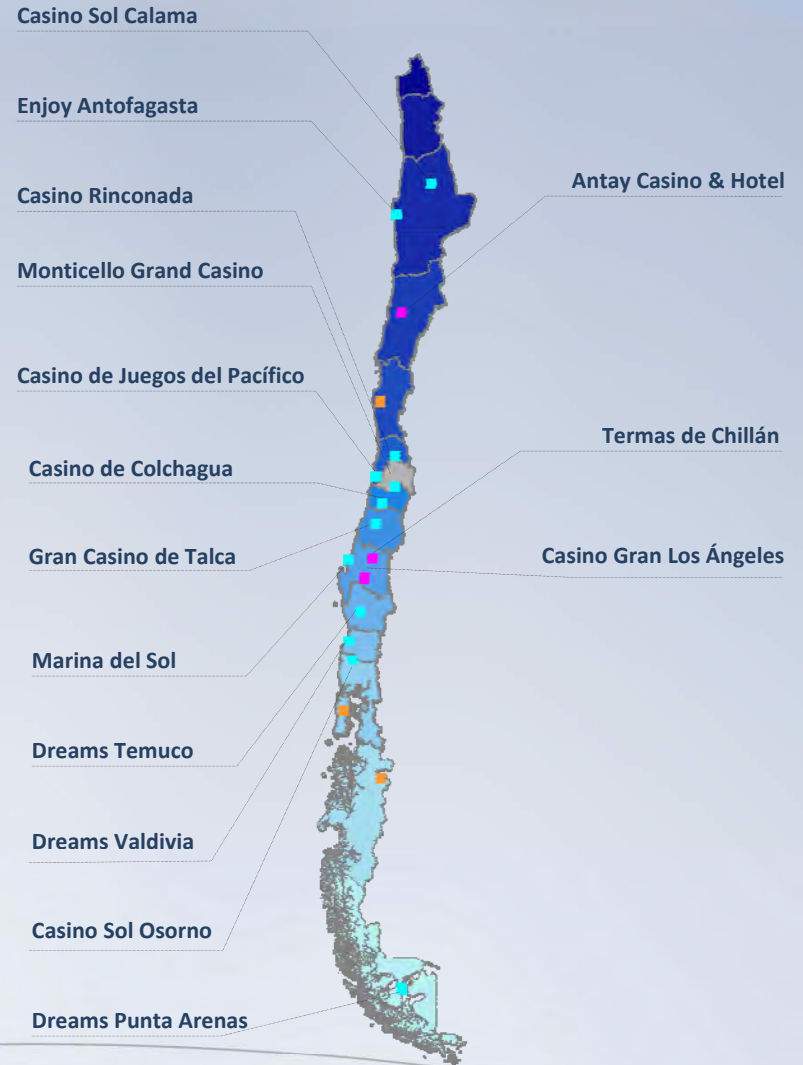 Casino Sol Calama
Enjoy Antofagasta
Casino Rinconada
Monticello Grand Casino
Casino de Juegos del Pacífico
Casino de Colchagua
Gran Casino de Talca
Marina del Sol
Dreams Temuco
Dreams Valdivia
Casino Sol Osorno
Dreams Punta Arenas
Antay Casino & Hotel
Termas de Chillán
Casino Gran Los Ángeles